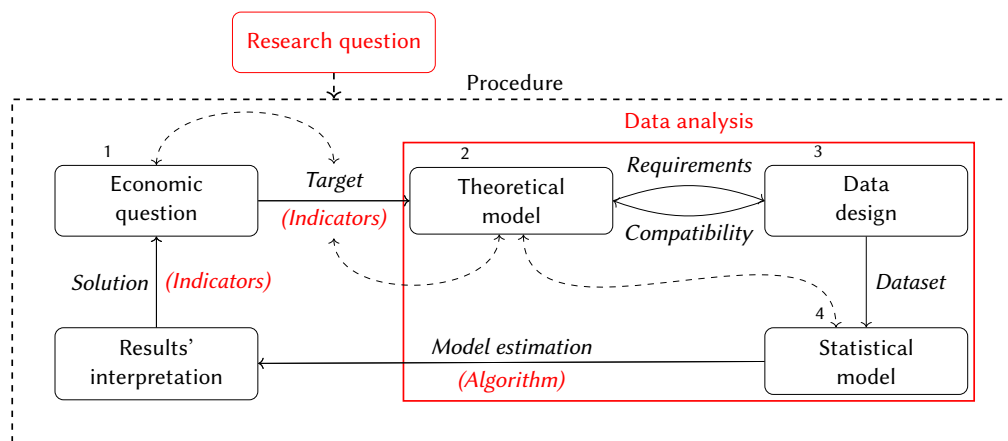 Research question
Procedure
Data analysis
1
Economic
question
Target
(Indicators)
2
Theoretical
model
Requirements
Compatibility
3
Data
design
Solution
(Indicators)
Dataset
Results’
interpretation
Model estimation
(Algorithm)
4
Statistical
model